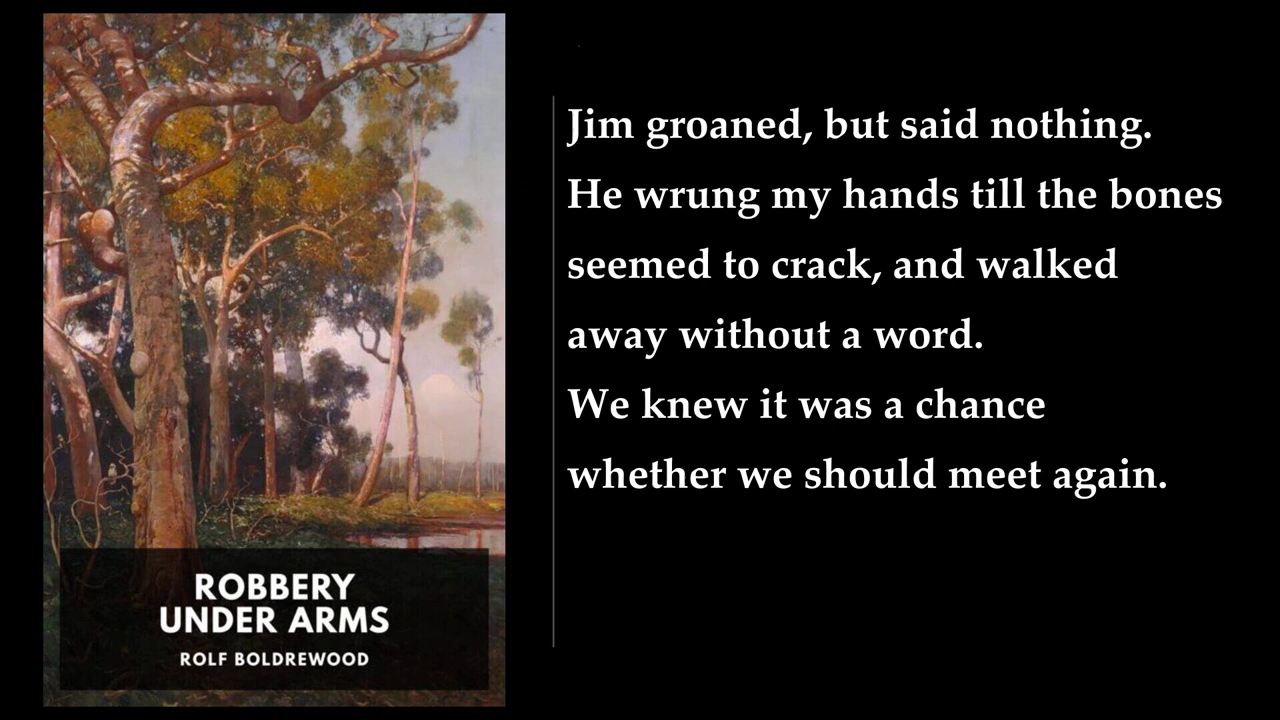 Jim groaned, but said nothing.
He wrung my hands till the bones
seemed to crack, and walked
away without a word.
We knew it was a chance
whether we should meet again.
ROBBERY
UNDER ARMS
ROLF BOLDREWOOD